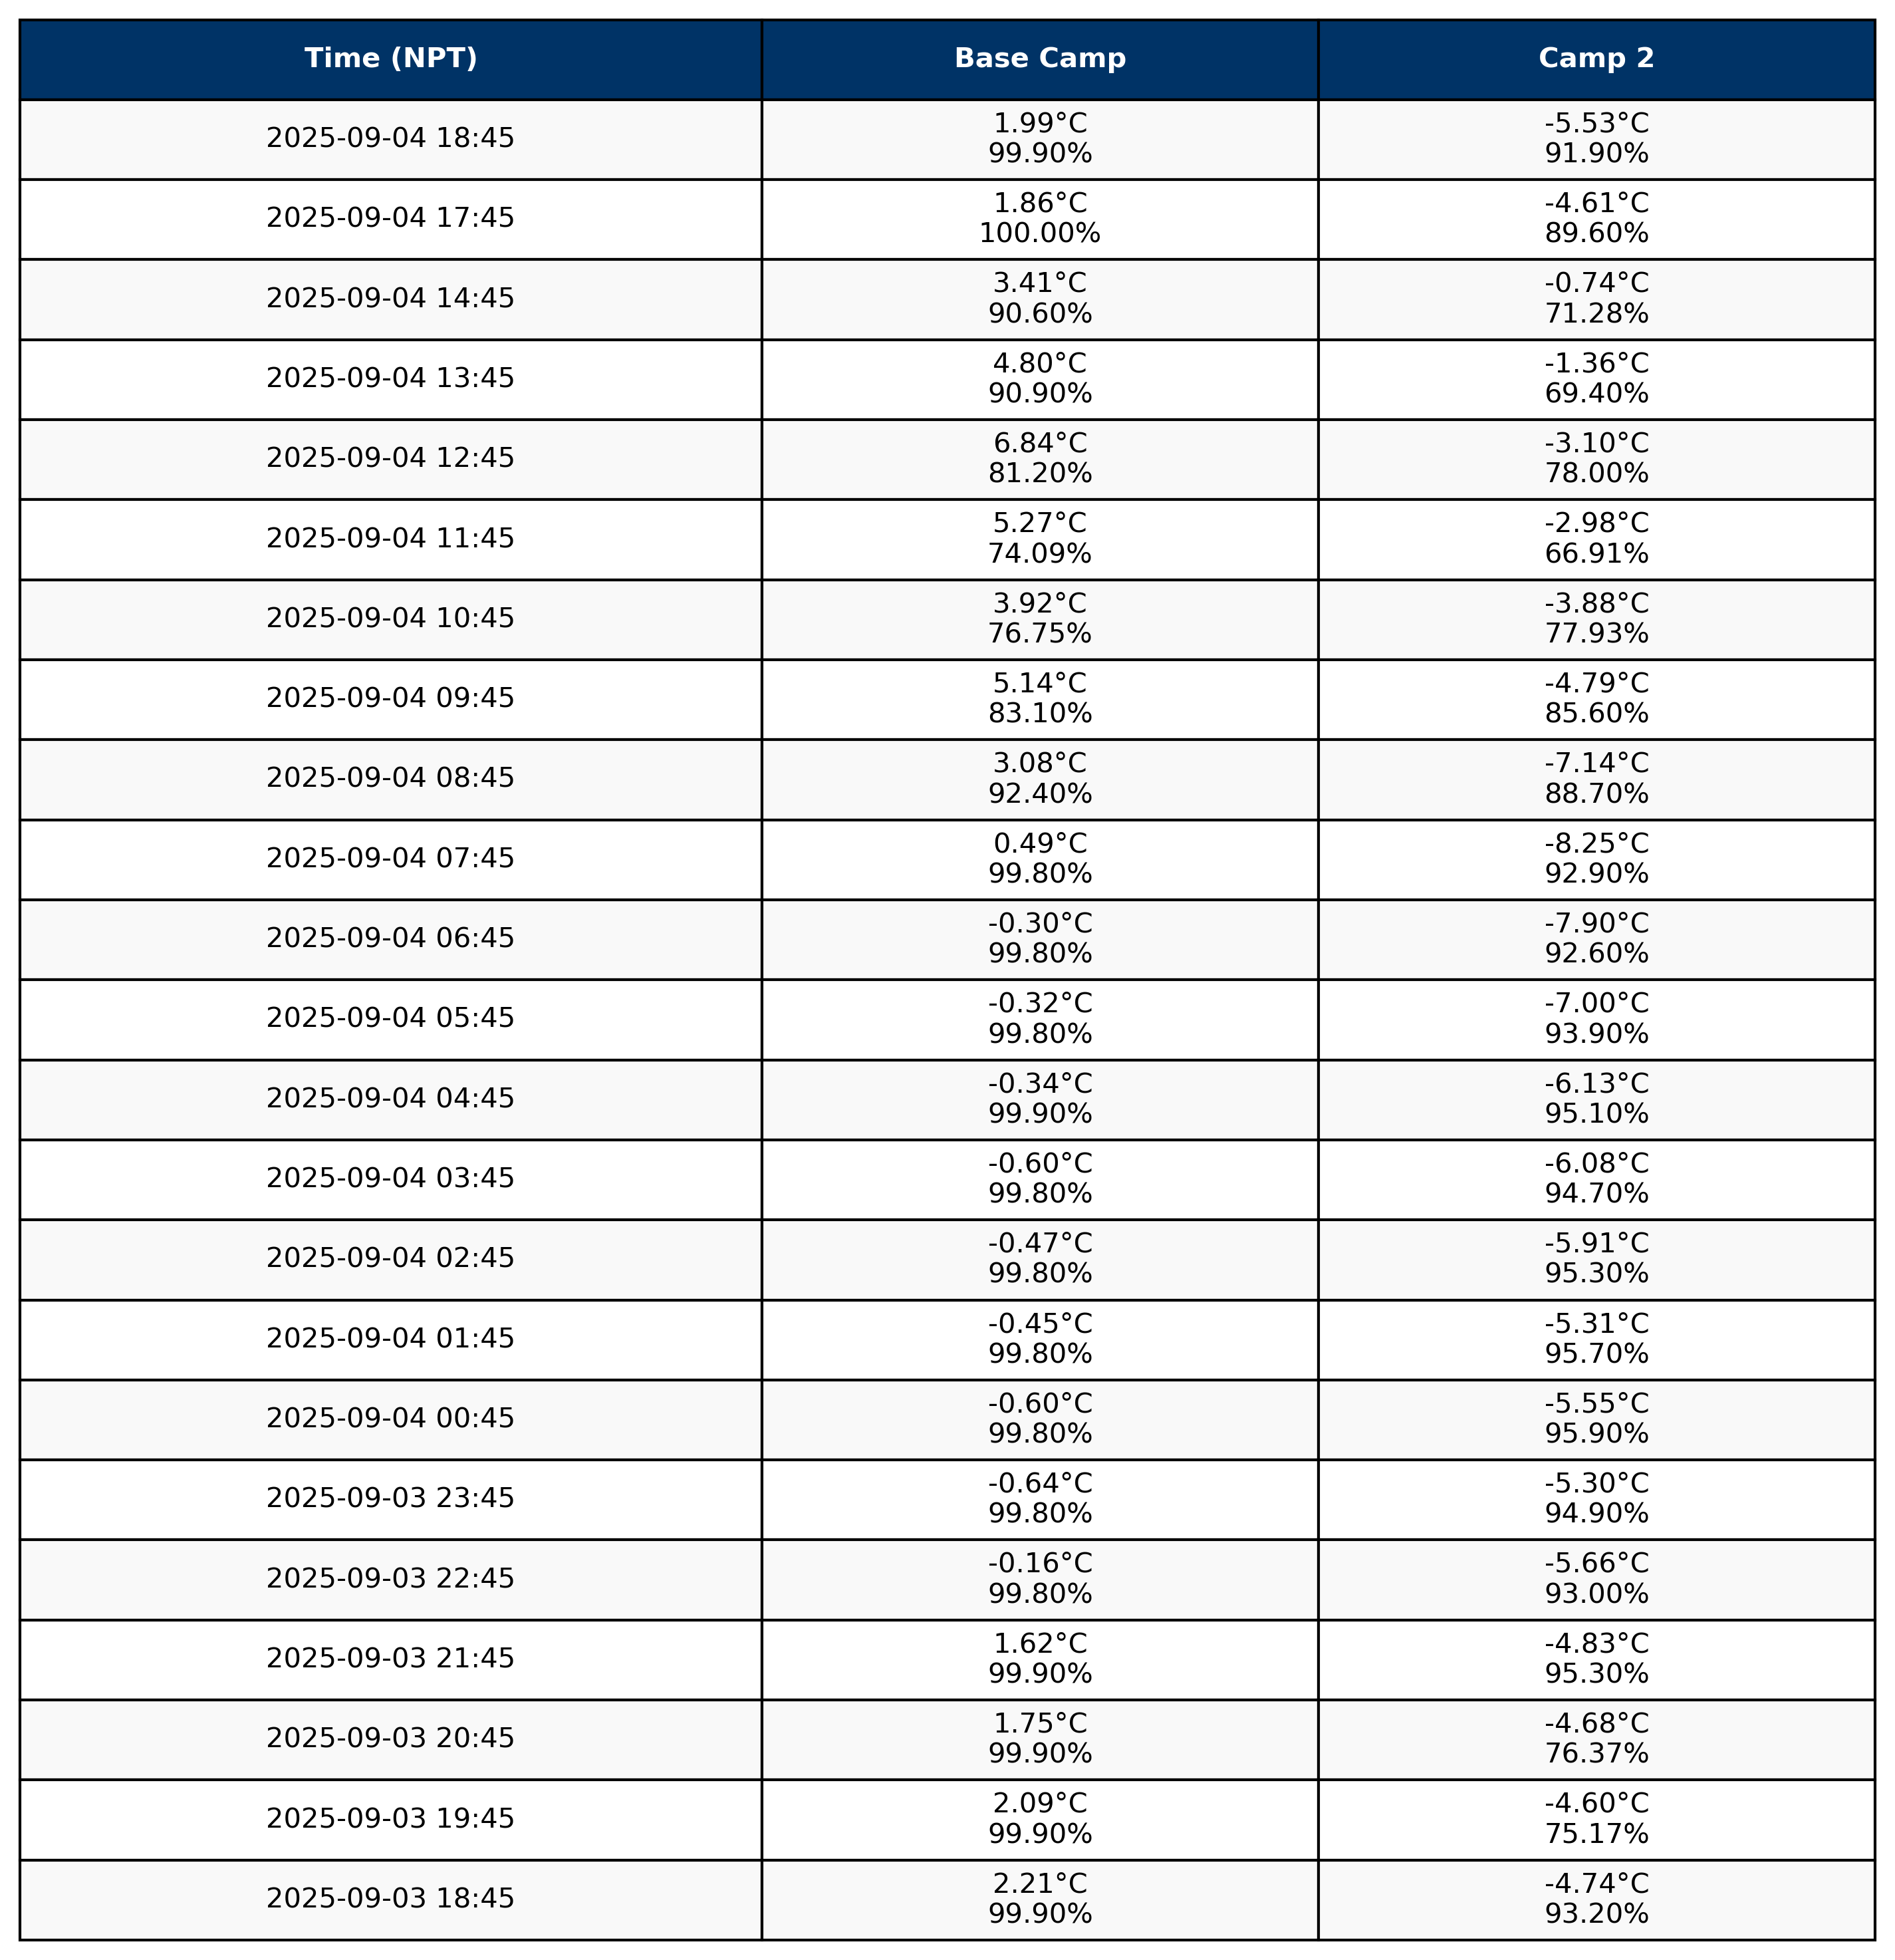 Time (NPT) Base Camp Camp 2
2025-09-04 18:45 1.99°C -5.53°C
99.90% 91.90%
2025-09-04 17:45 1.86°C -4.61°C
100.00% 89.60%
2025-09-04 14:45 3.41°C -0.74°C
90.60% 71.28%
2025-09-04 13:45 4.80°C -1.36°C
90.90% 69.40%
2025-09-04 12:45 6.84°C -3.10°C
81.20% 78.00%
2025-09-04 11:45 5.27°C -2.98°C
74.09% 66.91%
2025-09-04 10:45 3.92°C -3.88°C
76.75% 77.93%
2025-09-04 09:45 5.14°C -4.79°C
83.10% 85.60%
2025-09-04 08:45 3.08°C -7.14°C
92.40% 88.70%
2025-09-04 07:45 0.49°C -8.25°C
99.80% 92.90%
2025-09-04 06:45 -0.30°C -7.90°C
99.80% 92.60%
2025-09-04 05:45 -0.32°C -7.00°C
99.80% 93.90%
2025-09-04 04:45 -0.34°C -6.13°C
99.90% 95.10%
2025-09-04 03:45 -0.60°C -6.08°C
99.80% 94.70%
2025-09-04 02:45 -0.47°C -5.91°C
99.80% 95.30%
2025-09-04 01:45 -0.45°C -5.31°C
99.80% 95.70%
2025-09-04 00:45 -0.60°C -5.55°C
99.80% 95.90%
2025-09-03 23:45 -0.64°C -5.30°C
99.80% 94.90%
2025-09-03 22:45 -0.16°C -5.66°C
99.80% 93.00%
2025-09-03 21:45 1.62°C -4.83°C
99.90% 95.30%
2025-09-03 20:45 1.75°C -4.68°C
99.90% 76.37%
2025-09-03 19:45 2.09°C -4.60°C
99.90% 75.17%
2025-09-03 18:45 2.21°C -4.74°C
99.90% 93.20%